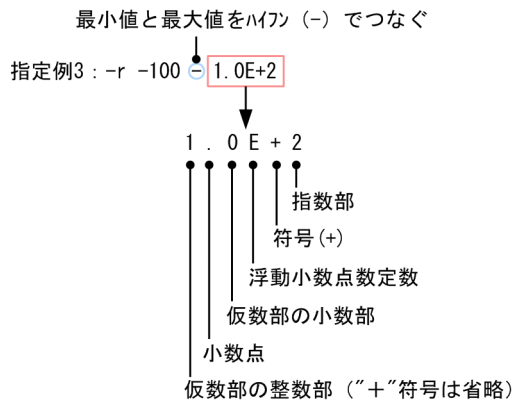 最小値と最大値をﾊｲﾌﾝ（-）でつなぐ
指定例3：-r -100 - 1.0E+2
1 . 0 E + 2
指数部
符号(+)
浮動小数点数定数
仮数部の小数部
小数点
仮数部の整数部（"＋"符号は省略）